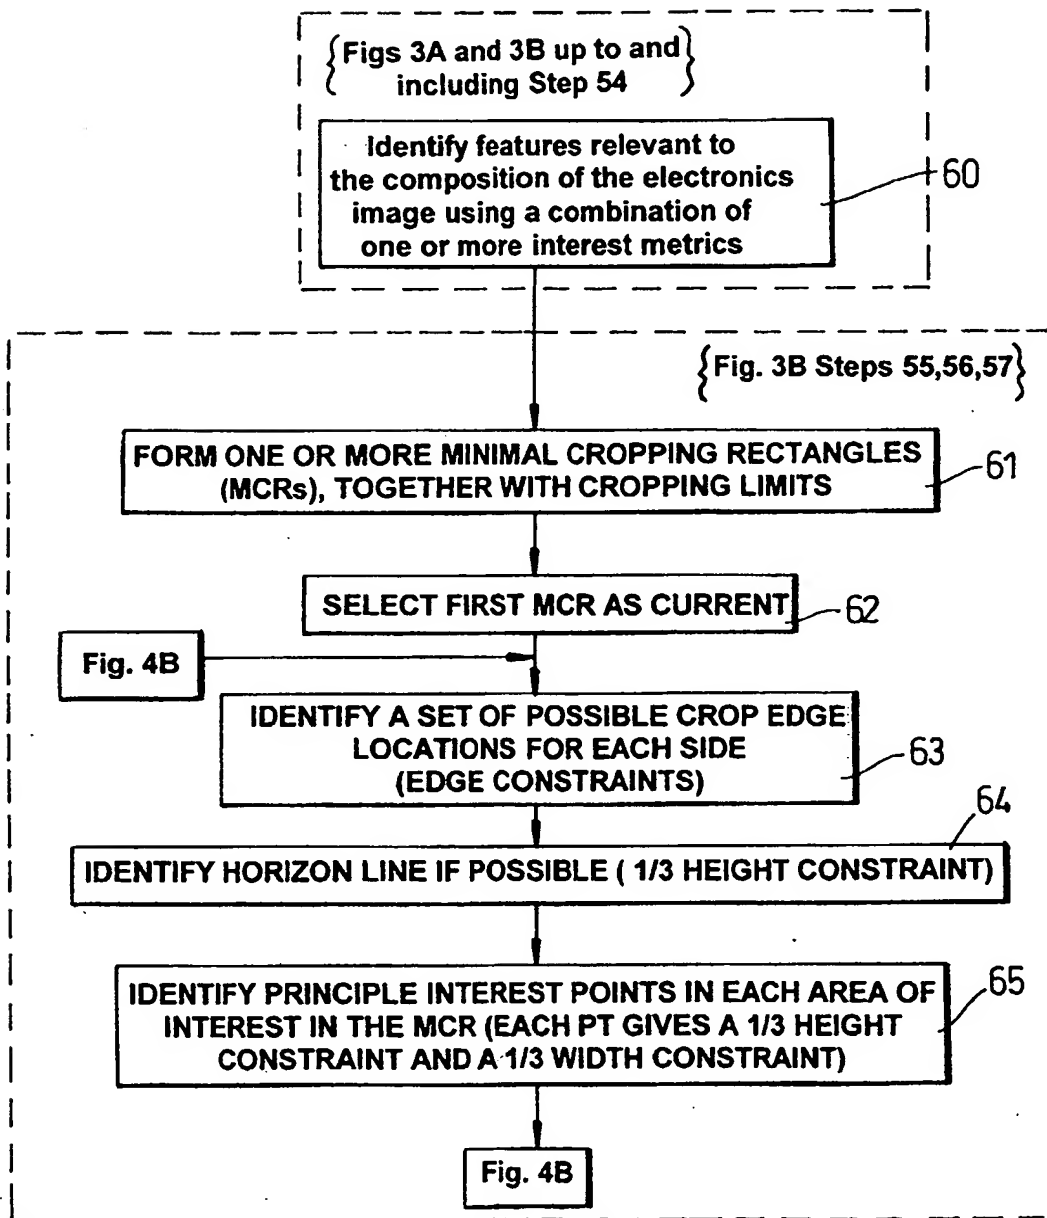 {Figs 3A and 3B up to and
including Step 54}
Identify features relevant to
the composition of the electronics
image using a combination of
one or more interest metrics
60
{Fig. 3B Steps 55,56,57}
FORM ONE OR MORE MINIMAL CROPPING RECTANGLES
(MCRs), TOGETHER WITH CROPPING LIMITS
61
SELECT FIRST MCR AS CURRENT
62
Fig. 4B
IDENTIFY A SET OF POSSIBLE CROP EDGE
LOCATIONS FOR EACH SIDE
(EDGE CONSTRAINTS)
63
64
IDENTIFY HORIZON LINE IF POSSIBLE ( 1/3 HEIGHT CONSTRAINT)
IDENTIFY PRINCIPLE INTEREST POINTS IN EACH AREA OF
INTEREST IN THE MCR (EACH PT GIVES A 1/3 HEIGHT
CONSTRAINT AND A 1/3 WIDTH CONSTRAINT)
65
Fig. 4B